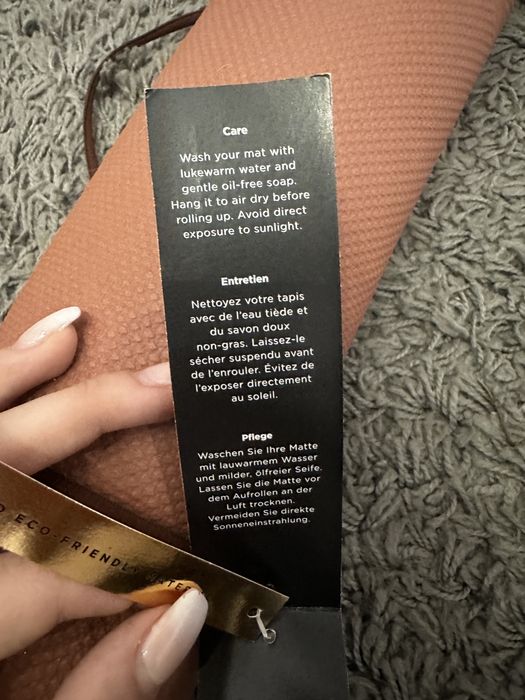 Care
Wash your mat with
lukewarm water and
gentle oil-free soap.
Hang it to air dry before
rolling up. Avoid direct
exposure to sunlight.
Entretien
Nettoyez votre tapis
avec de l'eau tiède et
du savon doux
non-gras. Laissez-le
sécher suspendu avant
de l'enrouler. Évitez de
l'exposer directement
au soleil.
Pflege
Waschen Sie Ihre Matte
mit lauwarmem Wasser
und milder, ölfreier Seife.
Lassen Sie die Matte vor
dem Aufrollen an der
Luft trocknen.
Vermeiden Sie direkte
Sonneneinstrahlung.
ECO-FRIENDLY